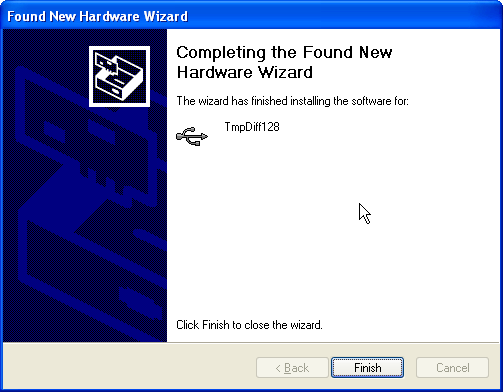 Found New Hardware Wizard
Completing the Found New
Hardware Wizard
The wizard has finished installing the software for:
TmpDiff128
Click Finish to close the wizard.
< Back
Finish
Cancel